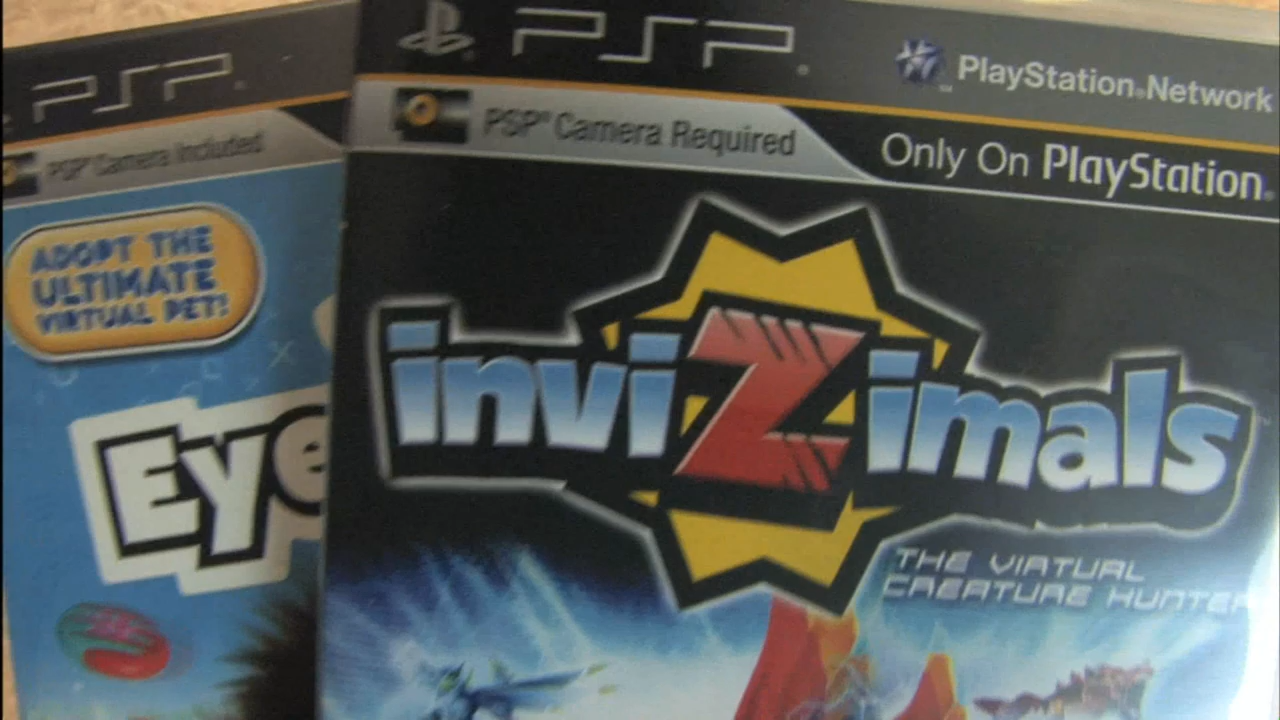 PSP
PSP Camera Included
ADOPT THE
ULTIMATE
VIRTUAL PET!
Eye
PSP
PlayStation Network
PSP Camera Required
Only On PlayStation
inviZimals
THE VIRTUAL
CREATURE HUNTER